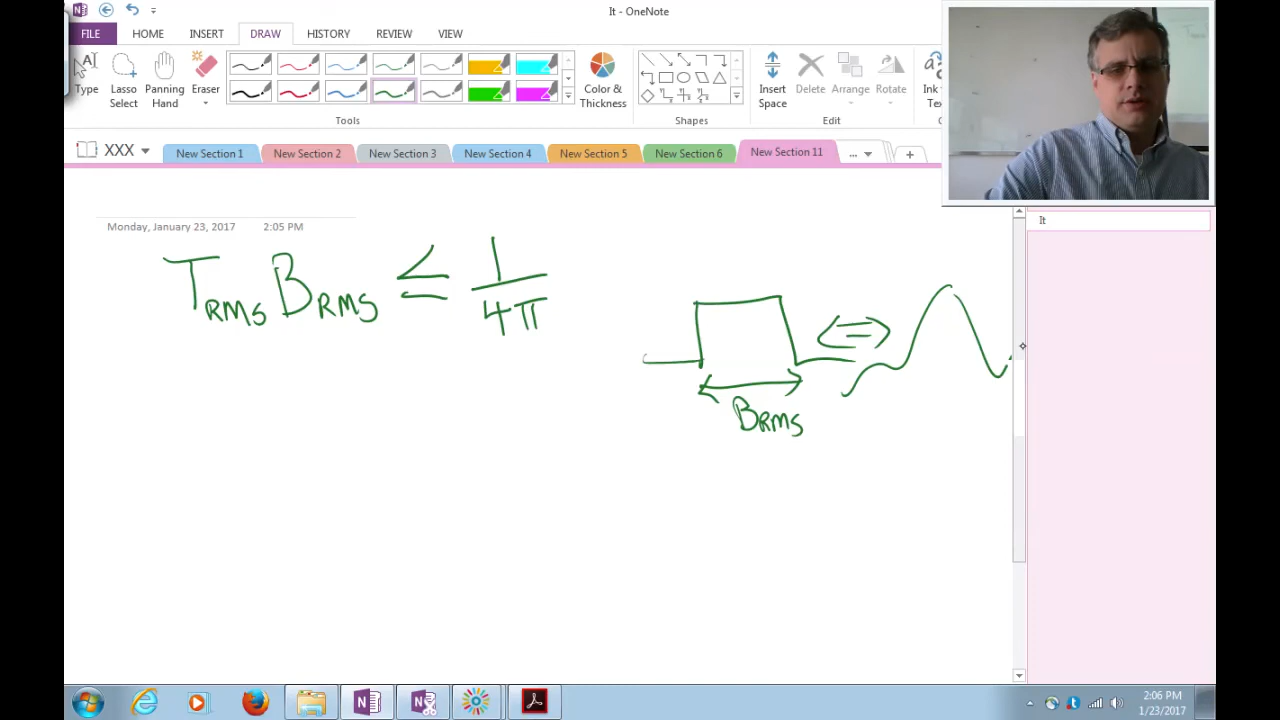 It - OneNote
FILE HOME INSERT DRAW HISTORY REVIEW VIEW
Type Lasso Select Panning Hand Eraser Color & Thickness Insert Space Delete Arrange Rotate Ink to Tex
Tools Shapes Edit
XXX New Section 1 New Section 2 New Section 3 New Section 4 New Section 5 New Section 6 New Section 11 ...
It
Monday, January 23, 2017 2:05 PM
T_RMS B_RMS ≤ 1/4π
<=>
B_RMS
2:06 PM
1/23/2017